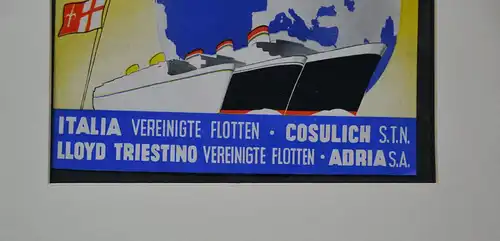 ITALIA VEREINIGTE FLOTTEN · COSULICH S.T.N.
LLOYD TRIESTINO VEREINIGTE FLOTTEN · ADRIA S.A.